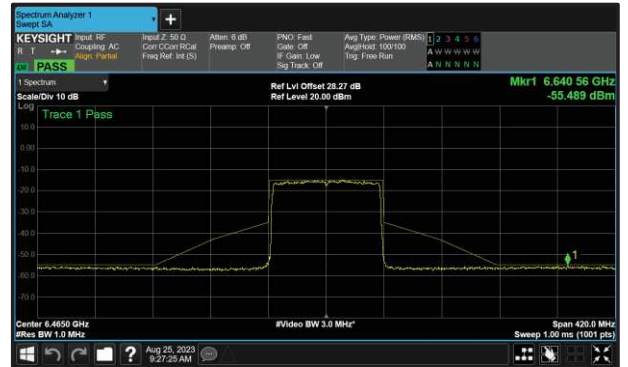 Spectrum Analyzer 1
Swept SA
+
KEYSIGHT Input: RF
R T Coupling: AC
Align: Partial
PASS
Input Z: 50 Ω
Corr CCorr RCal
Freq Ref: Int (S)
Atten: 6 dB
Preamp: Off
PNO: Fast
Gate: Off
IF Gain: Low
Sig Track: Off
Avg Type: Power (RMS)
Avg|Hold: 100/100
Trig: Free Run
1 2 3 4 5 6
A W W W W W
A N N N N N
1 Spectrum
Scale/Div 10 dB
Ref Lvl Offset 28.27 dB
Ref Level 20.00 dBm
Mkr1 6.640 56 GHz
-55.489 dBm
Log
Trace 1 Pass
10.0
0.00
-10.0
-20.0
-30.0
-40.0
-50.0
-60.0
-70.0
1
Center 6.4650 GHz
#Res BW 1.0 MHz
#Video BW 3.0 MHz*
Span 420.0 MHz
Sweep 1.00 ms (1001 pts)
?
Aug 25, 2023
9:27:25 AM